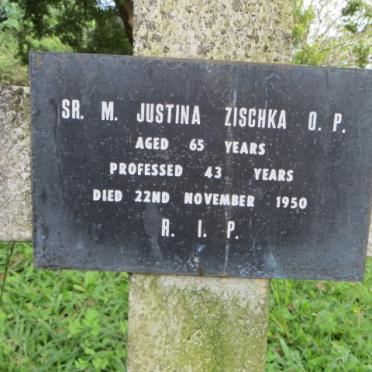 SR. M. JUSTINA ZISCHKA O. P.
AGED 65 YEARS
PROFESSED 43 YEARS
DIED 22ND NOVEMBER 1950
R. I. P.